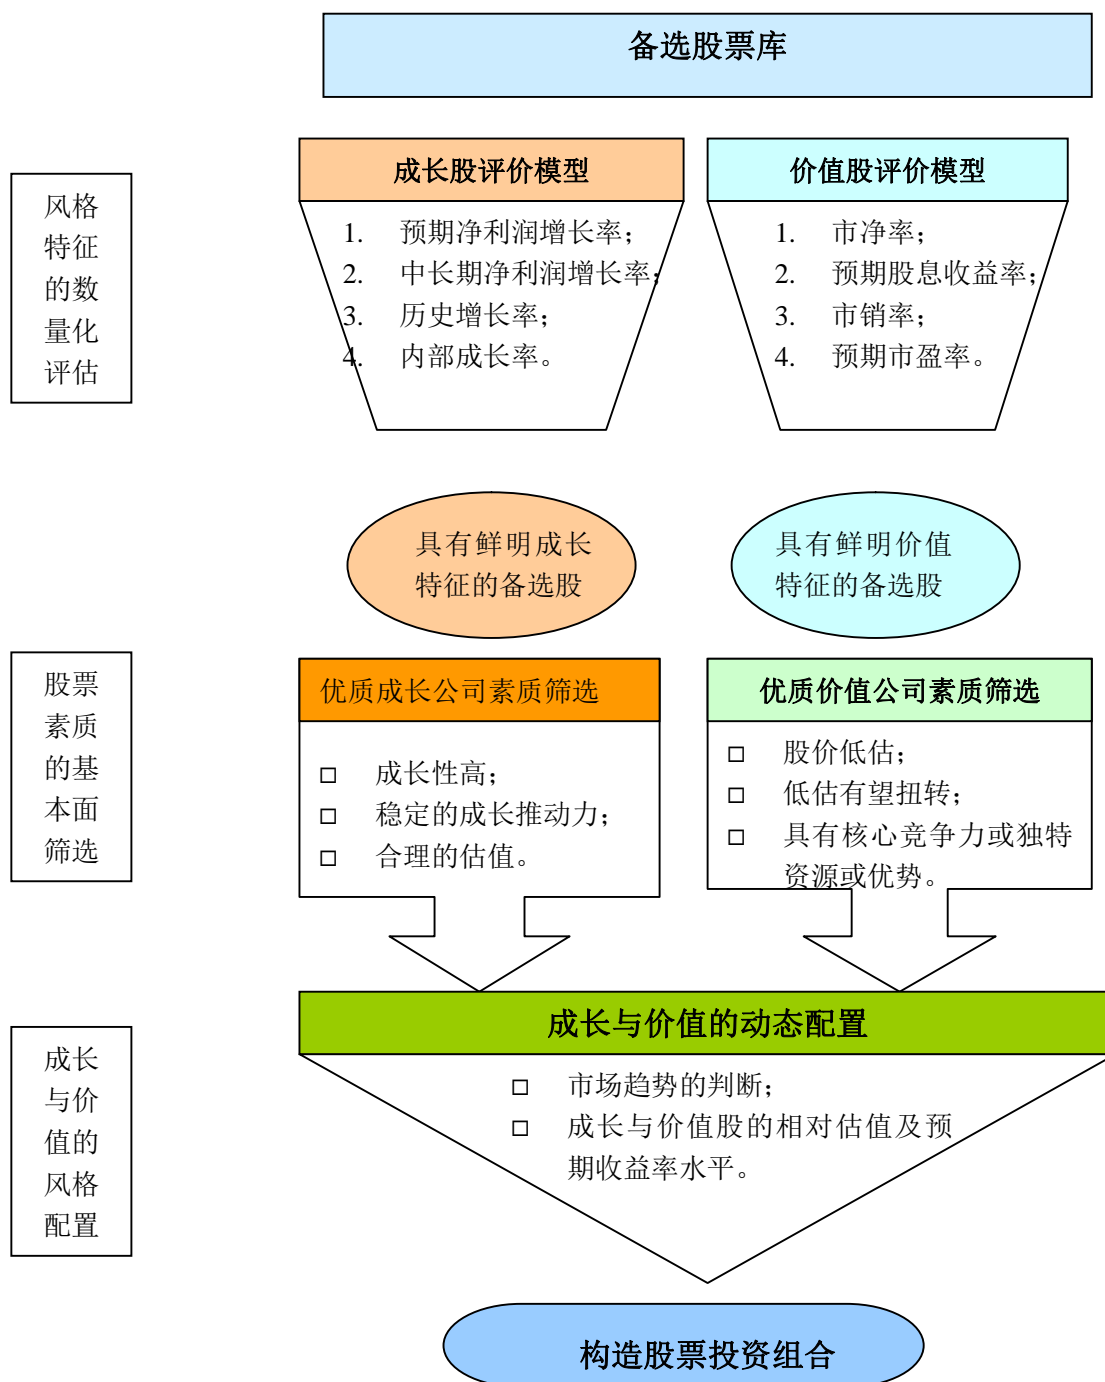 备选股票库
成长股评价模型
价值股评价模型
风格
特征
的数
量化
评估
1. 预期净利润增长率；
2. 中长期净利润增长率；
3. 历史增长率；
4. 内部成长率。
1. 市净率；
2. 预期股息收益率；
3. 市销率；
4. 预期市盈率。
具有鲜明成长
特征的备选股
具有鲜明价值
特征的备选股
股票
素质
的基
本面
筛选
优质成长公司素质筛选
□ 成长性高；
□ 稳定的成长推动力；
□ 合理的估值。
优质价值公司素质筛选
□ 股价低估；
□ 低估有望扭转；
□ 具有核心竞争力或独特
资源或优势。
成长
与价
值的
风格
配置
成长与价值的动态配置
□ 市场趋势的判断；
□ 成长与价值股的相对估值及预
期收益率水平。
构造股票投资组合